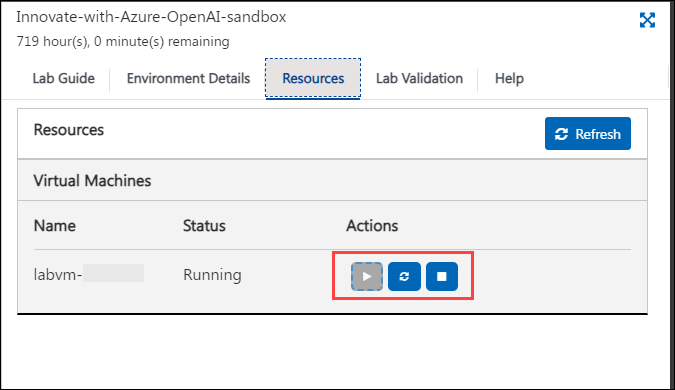 Innovate-with-Azure-OpenAI-sandbox
719 hour(s), 0 minute(s) remaining
Lab Guide Environment Details Resources Lab Validation Help
Resources Refresh
Virtual Machines
Name Status Actions
labvm- Running